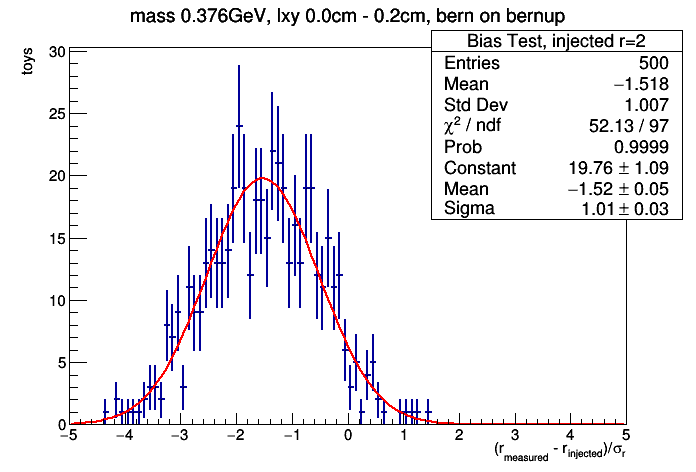 mass 0.376GeV, lxy 0.0cm - 0.2cm, bern on bernup
Bias Test, injected r=2
Entries 500
Mean −1.518
Std Dev 1.007
χ² / ndf 52.13 / 97
Prob 0.9999
Constant 19.76 ± 1.09
Mean −1.52 ± 0.05
Sigma 1.01 ± 0.03
toys
30
25
20
15
10
5
0
−5 −4 −3 −2 −1 0 1 2 3 4 5
(r_measured - r_injected)/σ_r